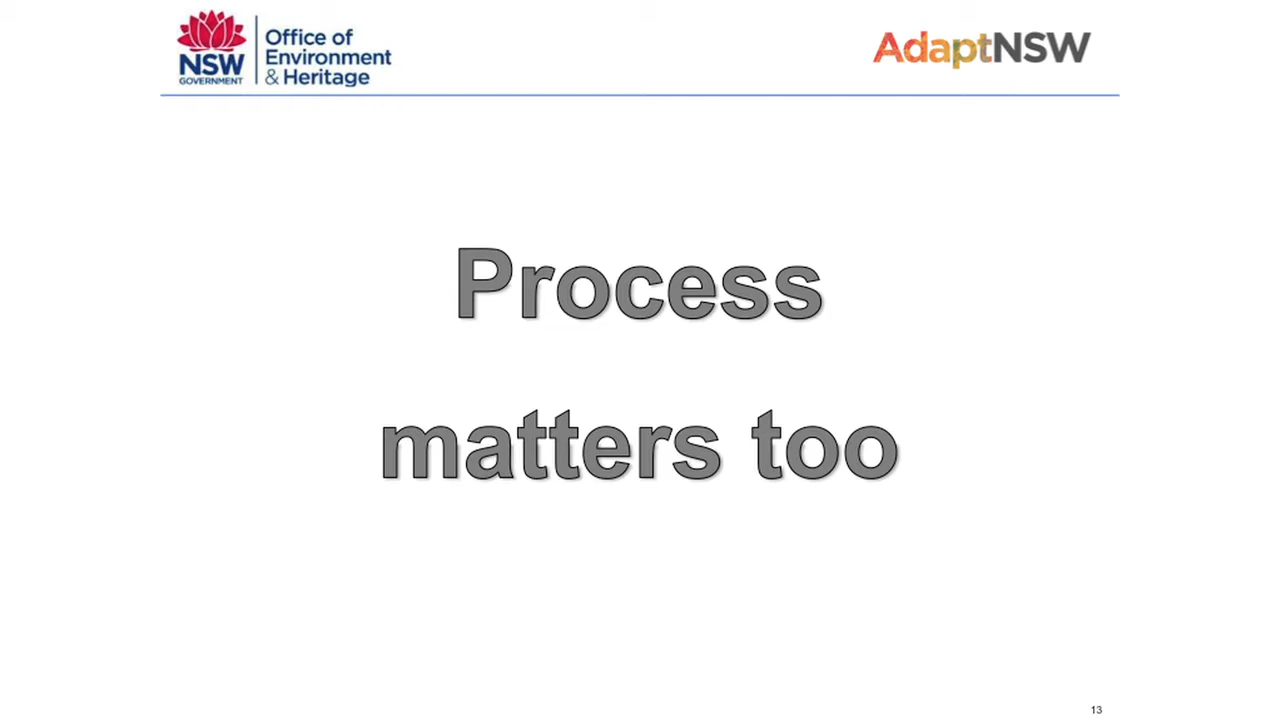 Office of
Environment
& Heritage
NSW
GOVERNMENT
AdaptNSW
Process
matters too
13